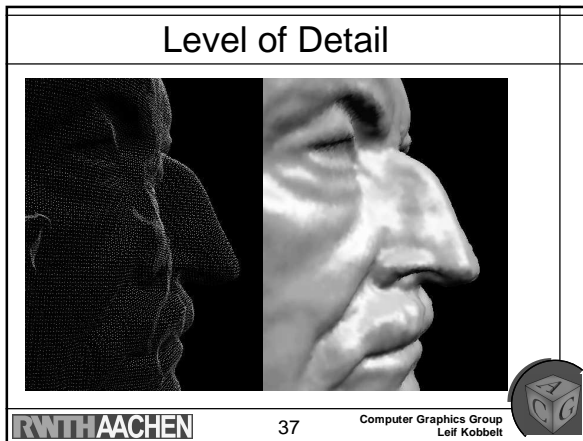 Level of Detail
RWTHAACHEN
37
Computer Graphics Group
Leif Kobbelt
A
C
G